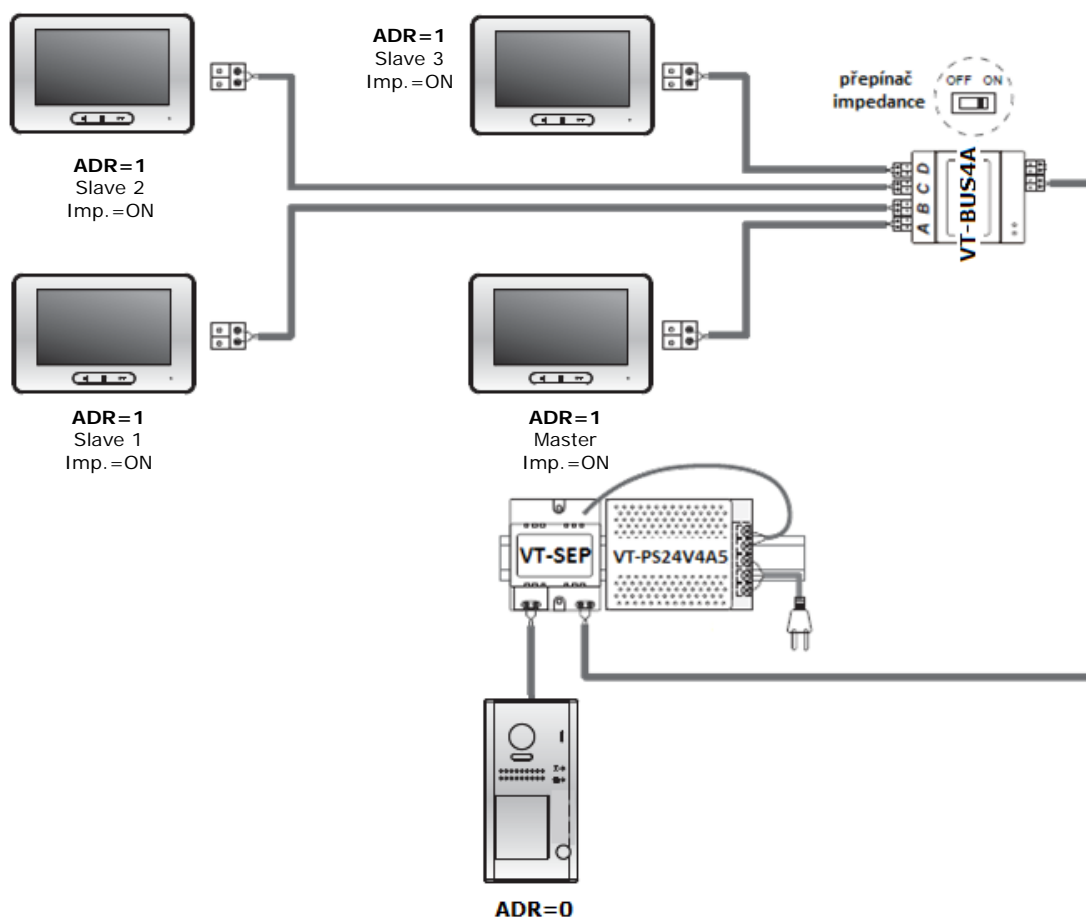 ADR=1
Slave 3
Imp.=ON
přepínač
impedance
OFF ON
ADR=1
Slave 2
Imp.=ON
D
C
B
A
VT-BUS4A
ADR=1
Slave 1
Imp.=ON
ADR=1
Master
Imp.=ON
VT-SEP
VT-PS24V4A5
ADR=0